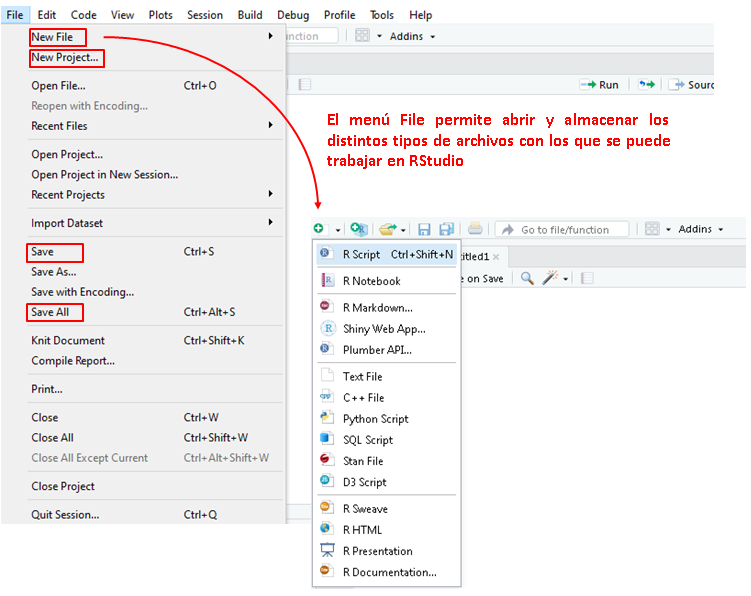 File Edit Code View Plots Session Build Debug Profile Tools Help
New File
unction
Addins
New Project...
Open File... Ctrl+O
Run
Sourc
Reopen with Encoding...
Recent Files
Open Project...
Open Project in New Session...
Recent Projects
Import Dataset
Save Ctrl+S
Save As...
Save with Encoding...
Save All Ctrl+Alt+S
Knit Document Ctrl+Shift+K
Compile Report...
Print...
Close Ctrl+W
Close All Ctrl+Shift+W
Close All Except Current Ctrl+Alt+Shift+W
Close Project
Quit Session... Ctrl+Q
El menú File permite abrir y almacenar los
distintos tipos de archivos con los que se puede
trabajar en RStudio
Go to file/function
Addins
R Script Ctrl+Shift+N
titled1
e on Save
R Notebook
R Markdown...
Shiny Web App...
Plumber API...
Text File
C++ File
Python Script
SQL Script
Stan File
D3 Script
R Sweave
R HTML
R Presentation
R Documentation...